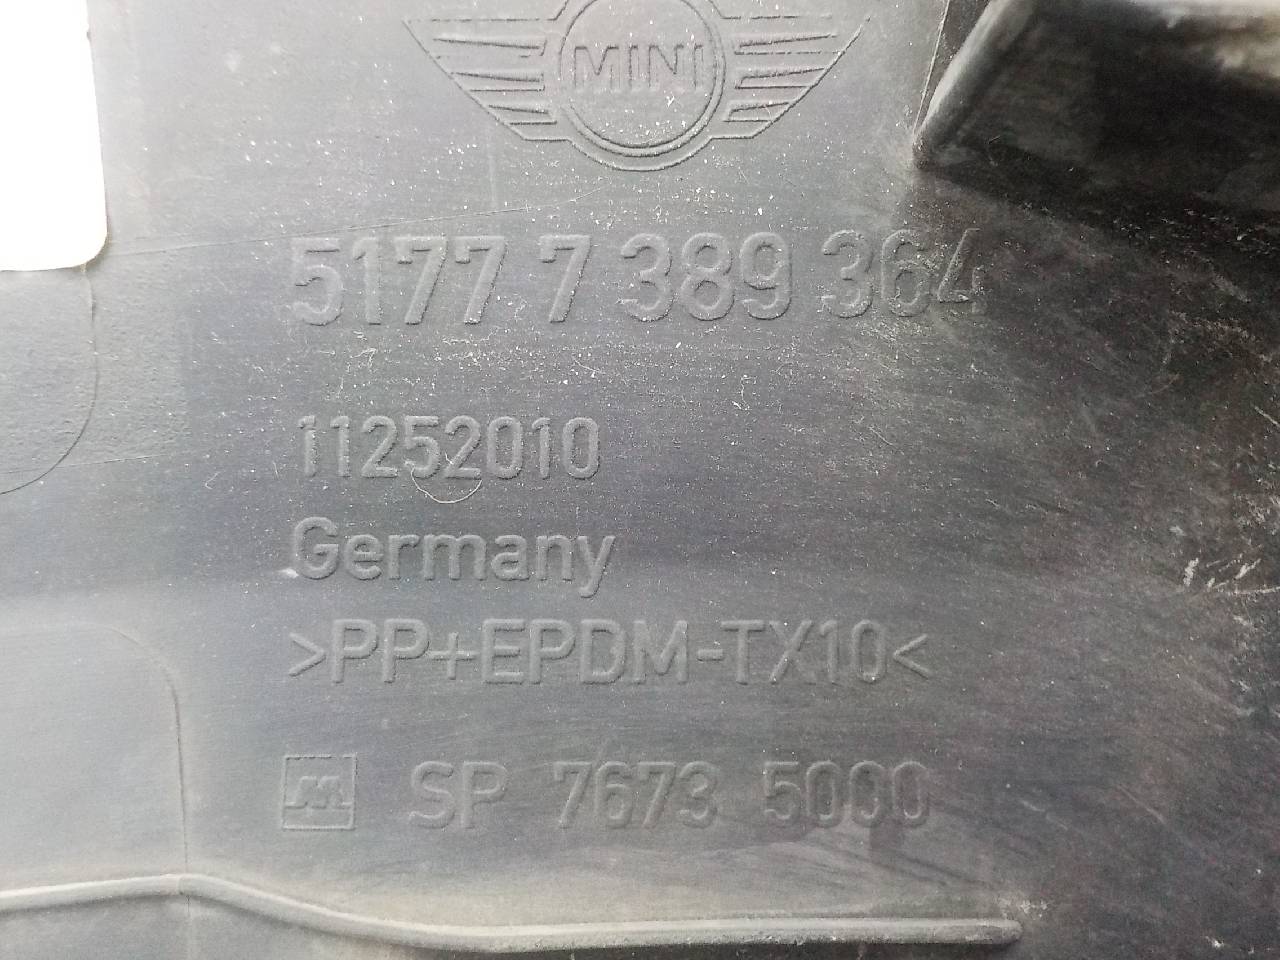 MINI
5177 7 389 364
11252010
Germany
>PP+EPDM-TX10<
M SP 7673 5000